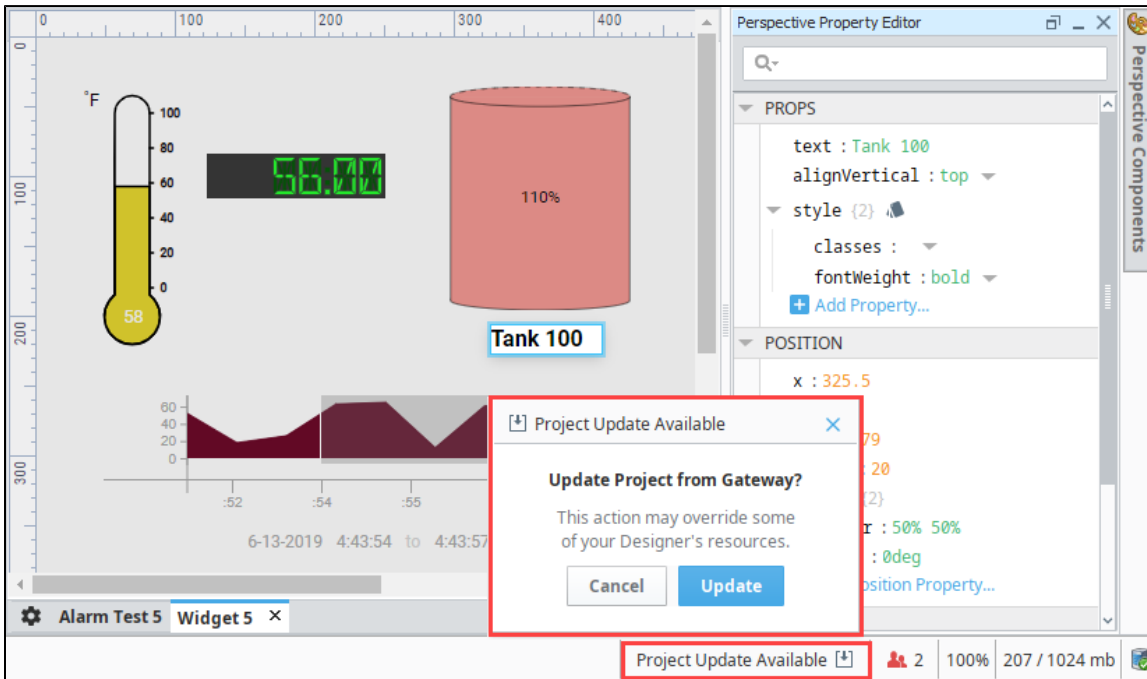 0 100 200 300 400
0
100
200
300
°F
100
80
60
40
20
0
58
56.00
110%
Tank 100
60
40
20
0
:52 :54 :55
6-13-2019 4:43:54 to 4:43:57
Alarm Test 5 Widget 5
Perspective Property Editor
PROPS
text : Tank 100
alignVertical : top
style {2}
classes :
fontWeight : bold
Add Property...
POSITION
x : 325.5
79
: 20
{2}
r : 50% 50%
: 0deg
osition Property...
Perspective Components
Project Update Available
Update Project from Gateway?
This action may override some
of your Designer's resources.
Cancel Update
Project Update Available 2 100% 207 / 1024 mb